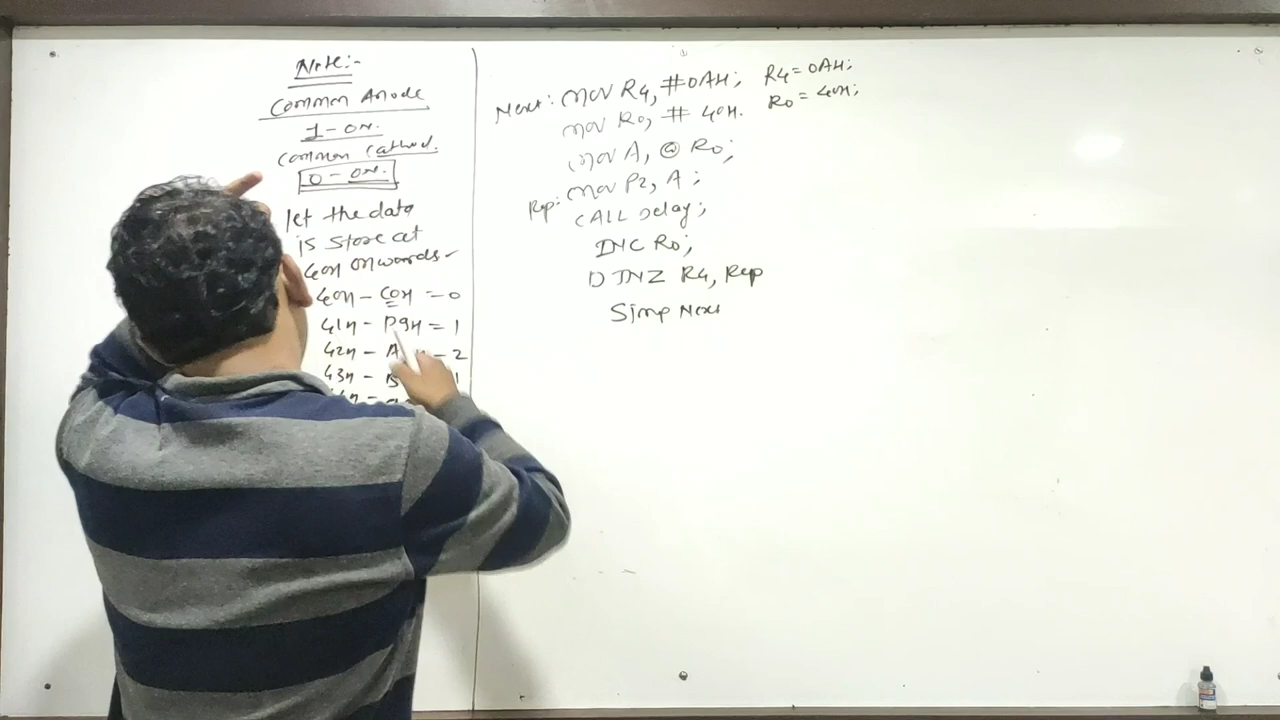 Note:-
Common Anode
1 - on.
Common Cathod.
0 - on.
let the data
is store at
40H onwards-
40H - C0H = 0
41H - F9H = 1
42H - A
43H - B
Next: mov R4, #0AH; R4=0AH;
mov R0, # 40H. R0=40H;
mov A, @ R0;
Rep: mov P2, A;
CALL Delay;
INC R0;
DJNZ R4, Rep
Sjmp Next